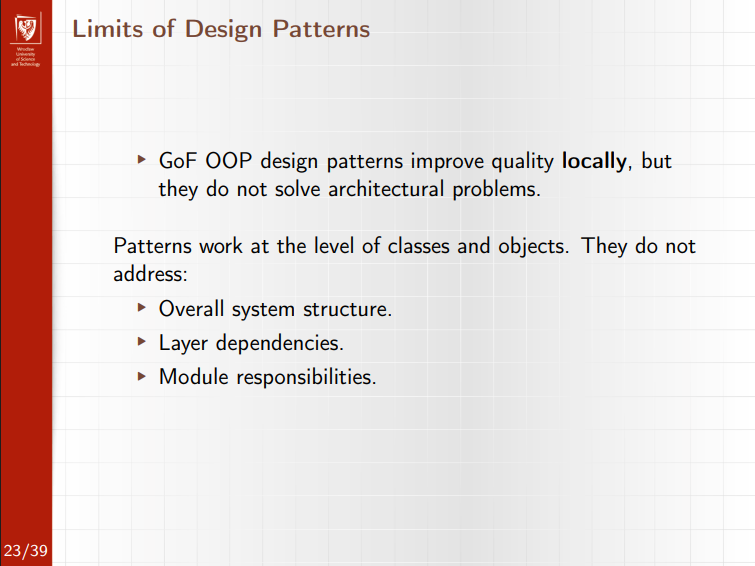 Limits of Design Patterns
Wrocław
University
of Science
and Technology
▶ GoF OOP design patterns improve quality locally, but
they do not solve architectural problems.
Patterns work at the level of classes and objects. They do not
address:
▶ Overall system structure.
▶ Layer dependencies.
▶ Module responsibilities.
23/39